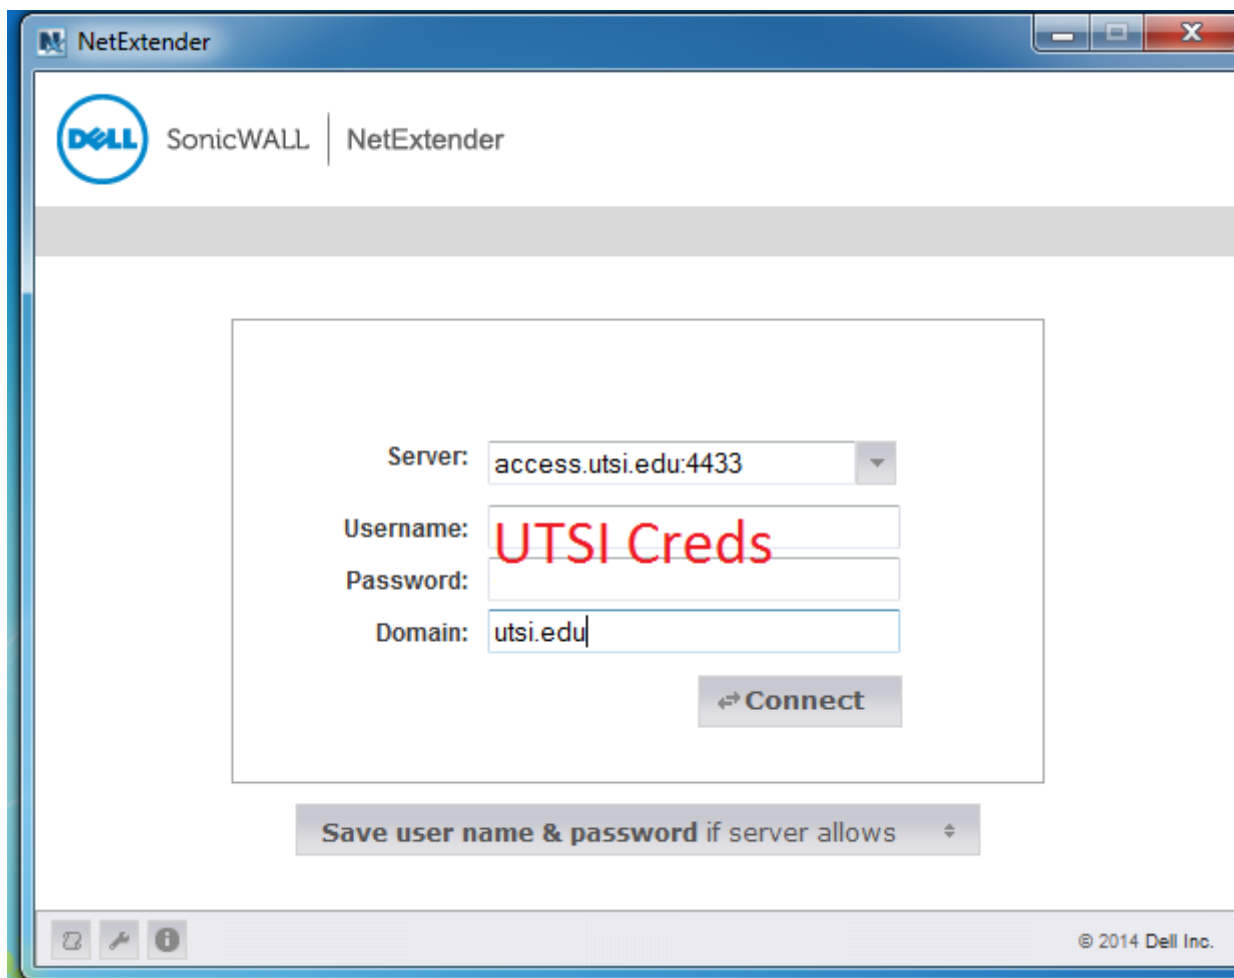 NetExtender
DELL SonicWALL | NetExtender
Server: access.utsi.edu:4433
Username: UTSI Creds
Password:
Domain: utsi.edu
Connect
Save user name & password if server allows
© 2014 Dell Inc.